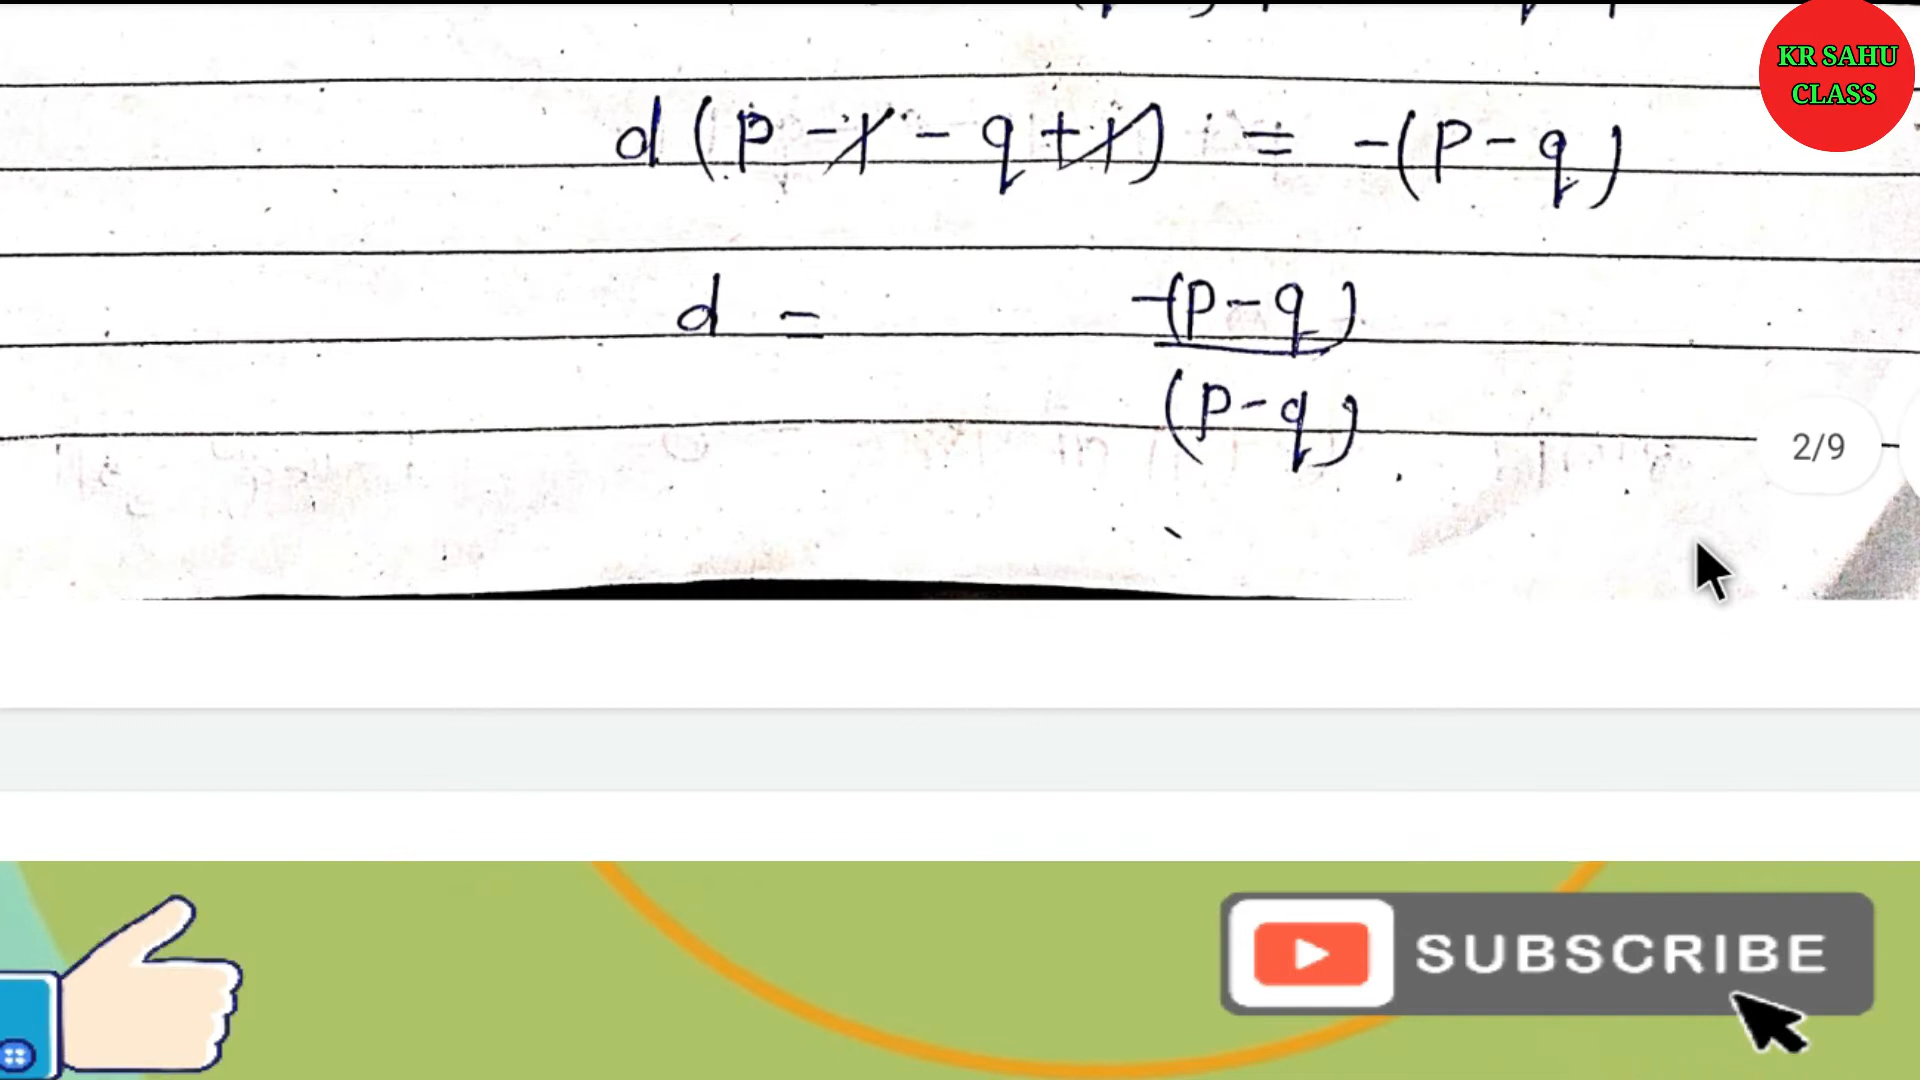 KR SAHU
CLASS
d (p - 1 - q + 1) = -(p - q)
d = -(p - q)
(p - q)
2/9
SUBSCRIBE